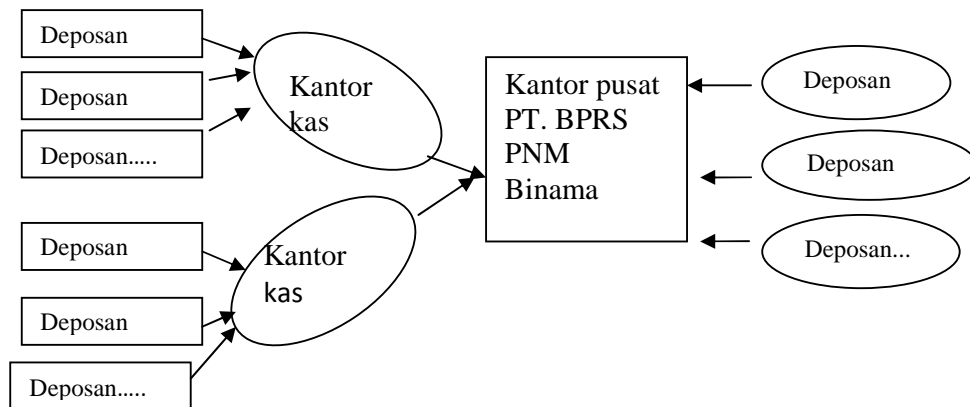 Deposan
Deposan
Deposan.....
Kantor
kas
Deposan
Deposan
Deposan.....
Kantor
kas
Kantor pusat
PT. BPRS
PNM
Binama
Deposan
Deposan
Deposan...